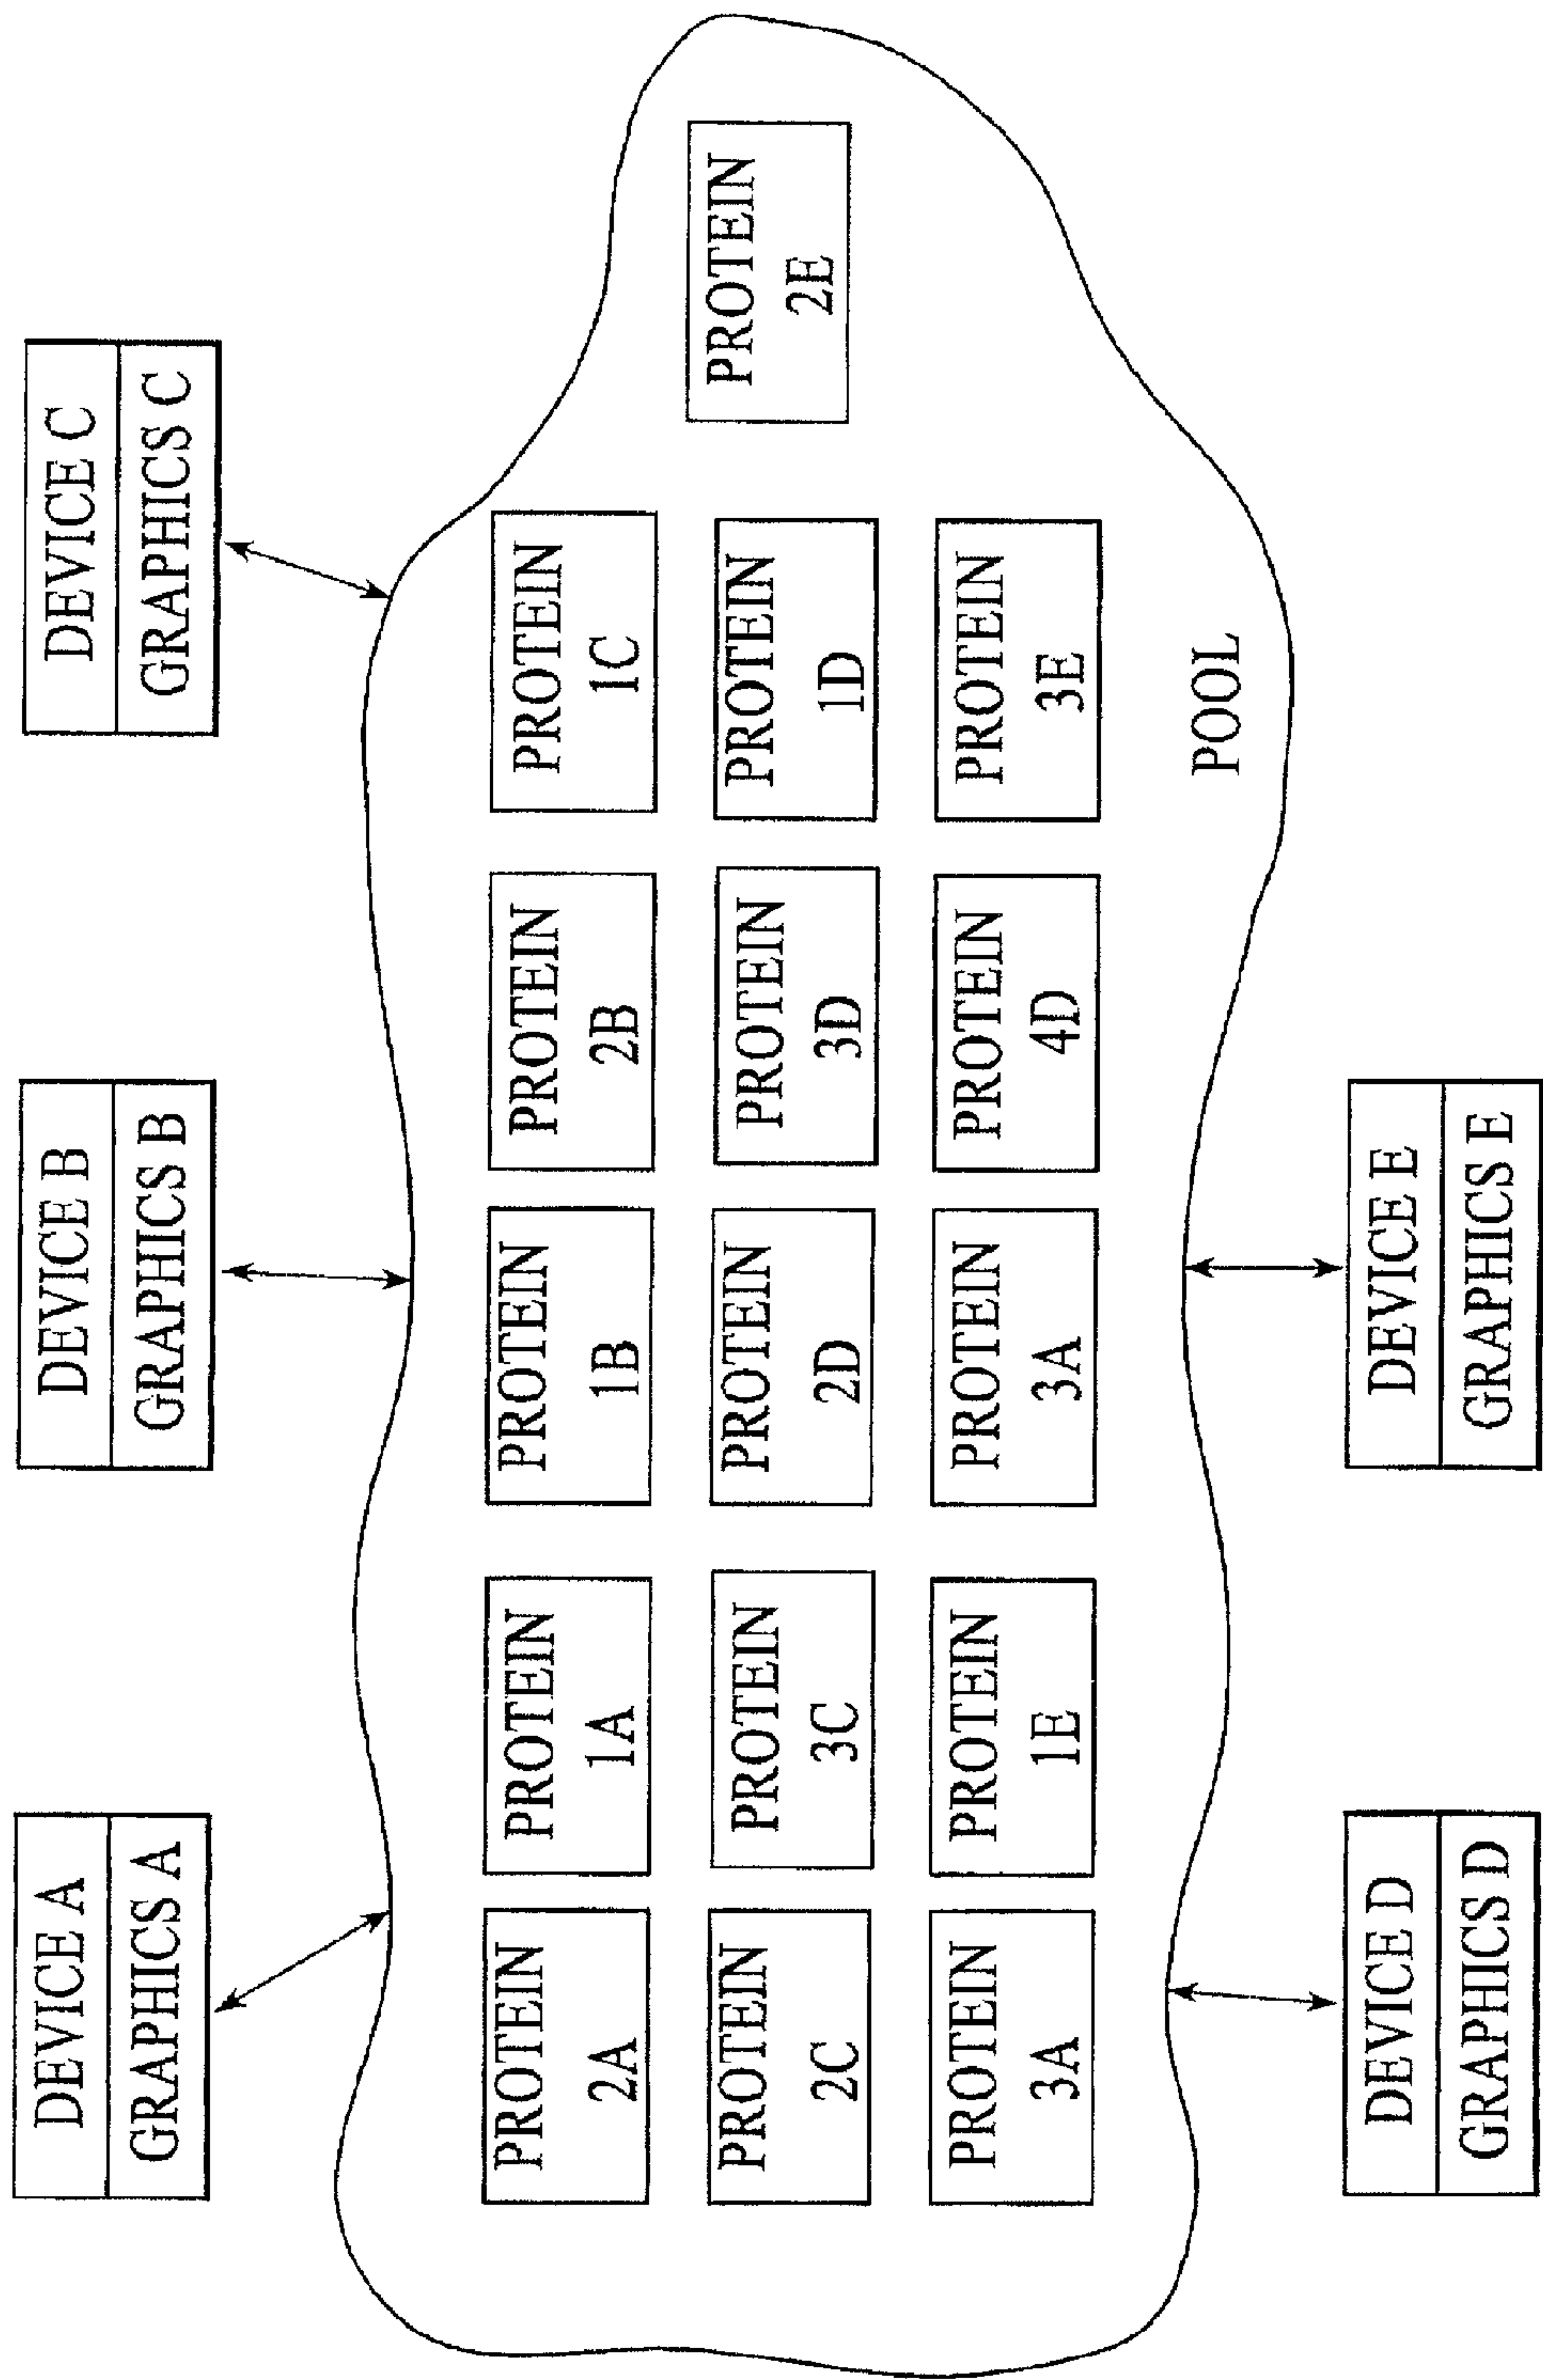 DEVICE A
GRAPHICS A
DEVICE B
GRAPHICS B
DEVICE C
GRAPHICS C
PROTEIN
2A
PROTEIN
1A
PROTEIN
1B
PROTEIN
2B
PROTEIN
1C
PROTEIN
2C
PROTEIN
3C
PROTEIN
2D
PROTEIN
3D
PROTEIN
1D
PROTEIN
2E
PROTEIN
3A
PROTEIN
1E
PROTEIN
3A
PROTEIN
4D
PROTEIN
3E
POOL
DEVICE D
GRAPHICS D
DEVICE E
GRAPHICS E